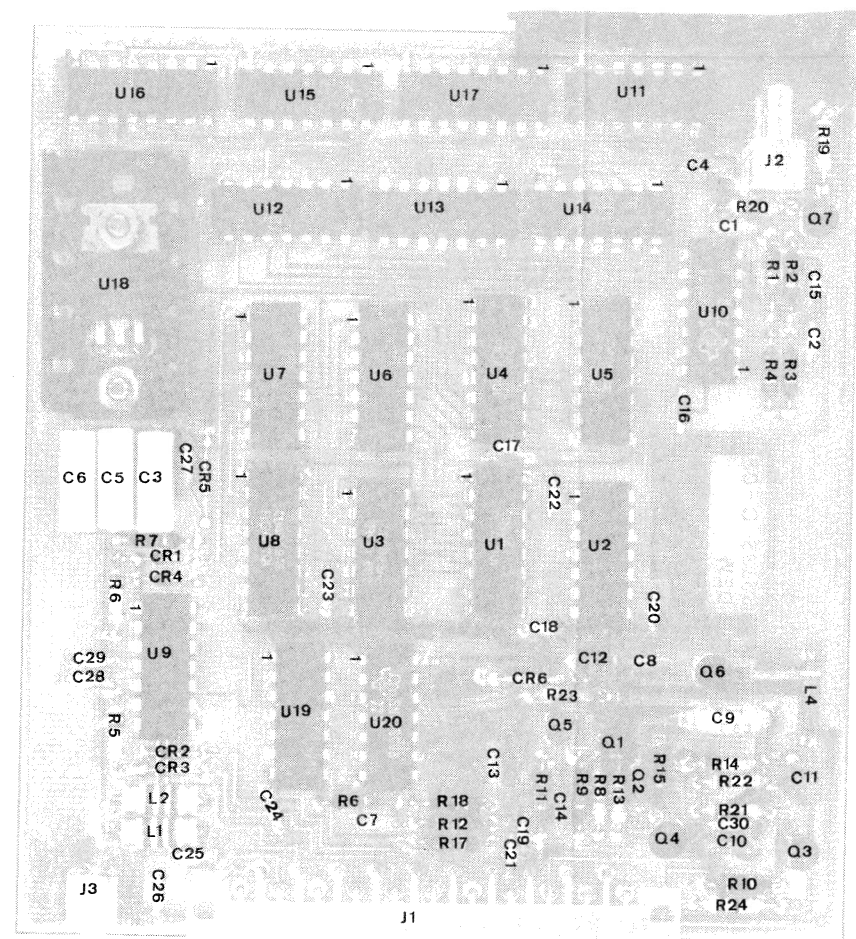 U16 U15 U17 U11
1 1 1 1
C4 J2 R19
1 1 1
U12 U13 U14 R20 Q7
C1
R1 R2 C15
U18 U10
1 1 1 1
C2
U7 U6 U4 U5 1 R4 R3
C16
C17
C6 C5 C3 C27 CR5 1 1 1 C22 1
R7 U8 U3 U1 U2
CR1
CR4
R6 1 C23 C20
C18
C29 U9 1 1 C12 C8
C28 CR6 Q6
R23 L4
R5 U19 U20 Q5 C9
Q1
CR2 C13 R15 R14
CR3 R11 R9 R8 R13 Q2 R22 C11
L2 C24 R6 R18 C14 R21
L1 C7 R12 C19 C30
C25 R17 C21 Q4 C10 Q3
J3 C26 R10
J1 R24